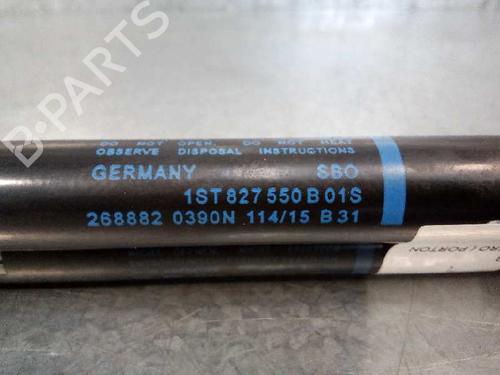 DO NOT OPEN. DO NOT HEAT
OBSERVE DISPOSAL INSTRUCTIONS
GERMANY SBO
1ST 827 550 B 01S
268882 0390N 114/15 B 31
PORTON
B-PARTS